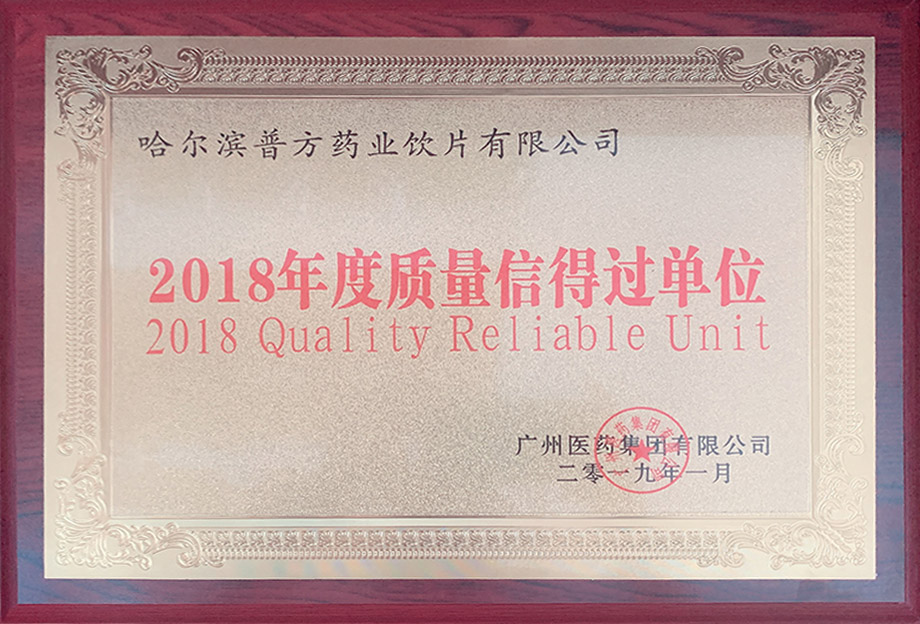 哈尔滨普方药业饮片有限公司
2018年度质量信得过单位
2018 Quality Reliable Unit
广州医药集团有限公司
二零一九年一月